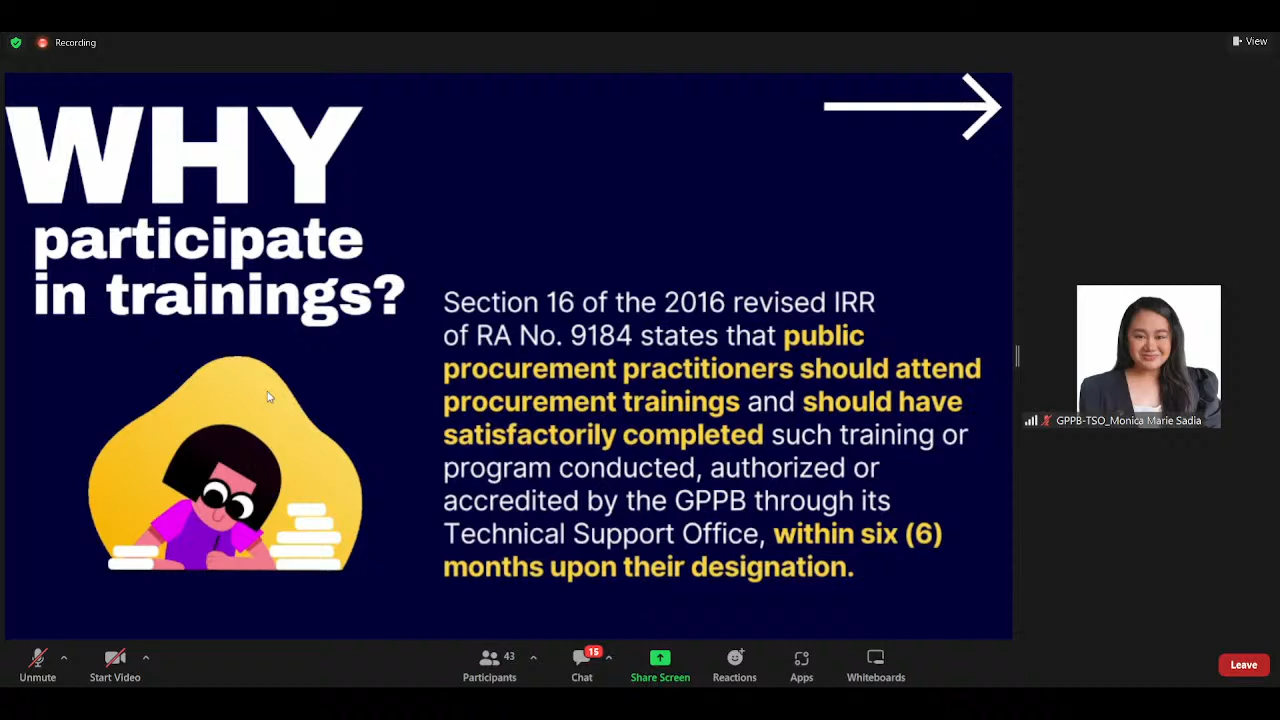 Recording
View
WHY
participate
in trainings?
Section 16 of the 2016 revised IRR
of RA No. 9184 states that public
procurement practitioners should attend
procurement trainings and should have
satisfactorily completed such training or
program conducted, authorized or
accredited by the GPPB through its
Technical Support Office, within six (6)
months upon their designation.
GPPB-TSO_Monica Marie Sadia
Unmute
Start Video
43
Participants
15
Chat
Share Screen
Reactions
Apps
Whiteboards
Leave